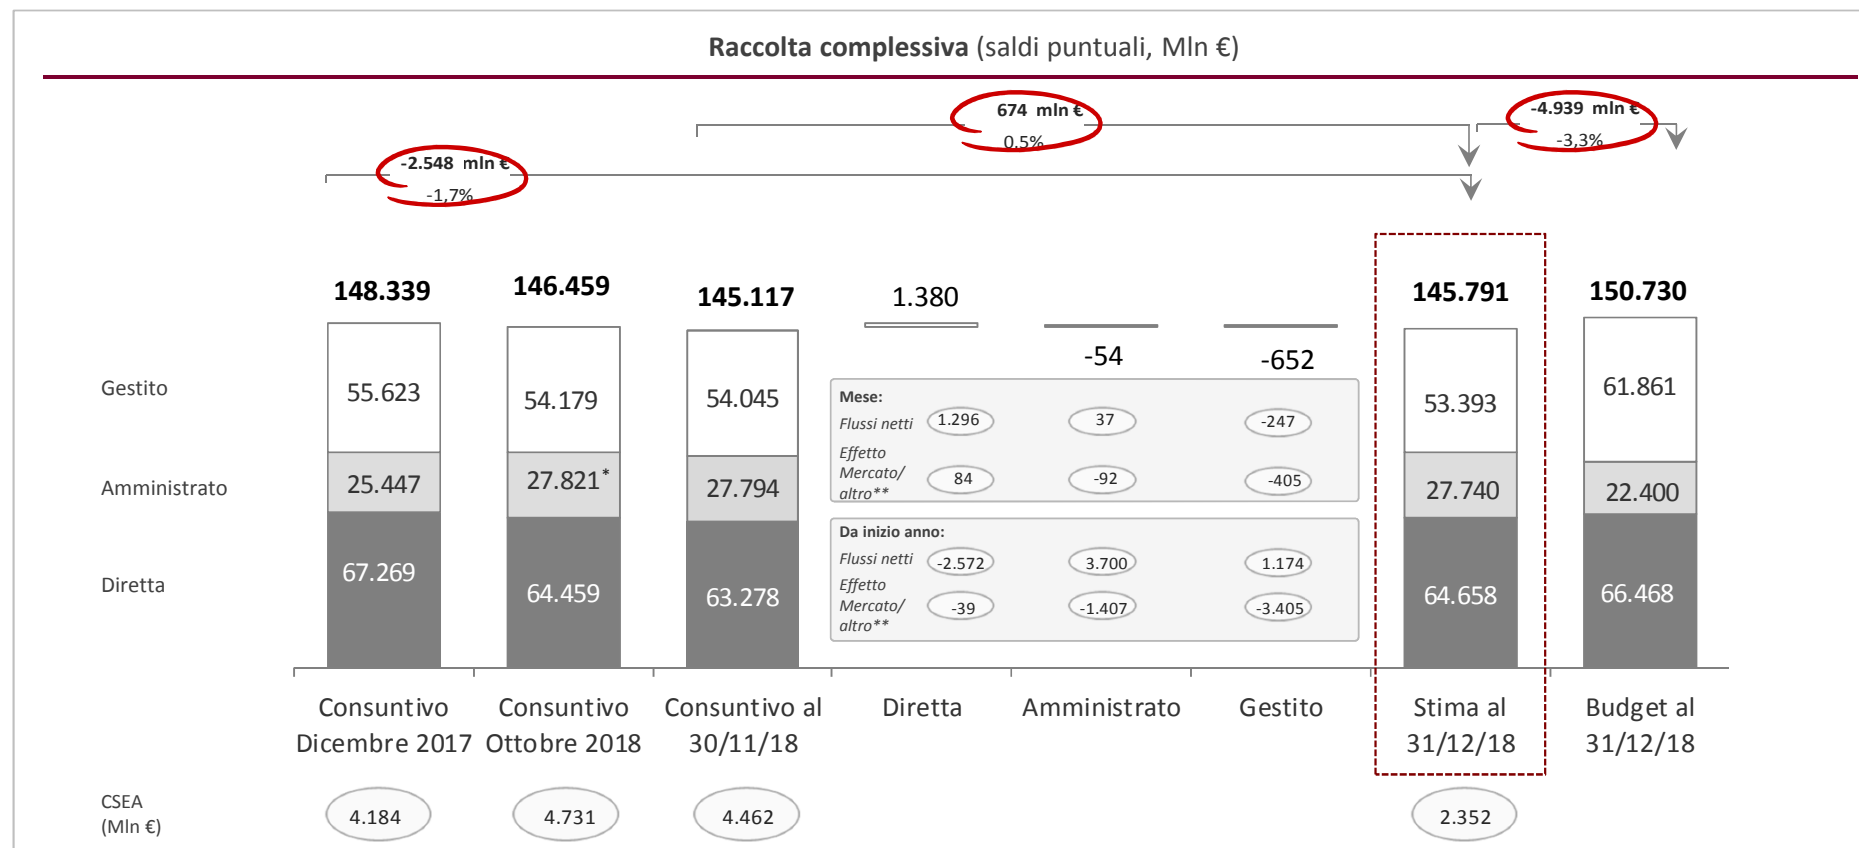 Raccolta complessiva (saldi puntuali, Mln €)
674 mln €
0,5%
-4.939 mln €
-3,3%
-2.548 mln €
-1,7%
148.339
146.459
145.117
1.380
-54
-652
145.791
150.730
Gestito
55.623
54.179
54.045
53.393
61.861
Amministrato
25.447
27.821*
27.794
27.740
22.400
Diretta
67.269
64.459
63.278
64.658
66.468
Mese:
Flussi netti 1.296 37 -247
Effetto
Mercato/
altro** 84 -92 -405
Da inizio anno:
Flussi netti -2.572 3.700 1.174
Effetto
Mercato/ -39 -1.407 -3.405
altro**
Consuntivo
Dicembre 2017
Consuntivo
Ottobre 2018
Consuntivo al
30/11/18
Diretta
Amministrato
Gestito
Stima al
31/12/18
Budget al
31/12/18
CSEA
(Mln €)
4.184
4.731
4.462
2.352